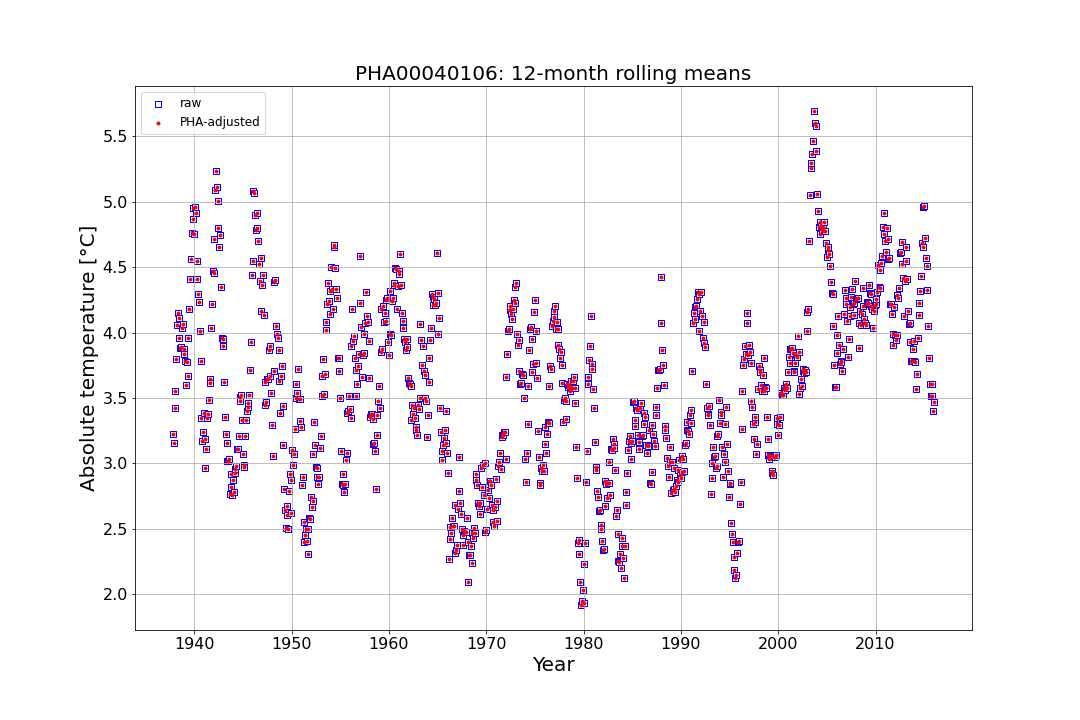 PHA00040106: 12-month rolling means
raw
PHA-adjusted
5.5
5.0
4.5
4.0
3.5
3.0
2.5
2.0
Absolute temperature [°C]
1940 1950 1960 1970 1980 1990 2000 2010
Year